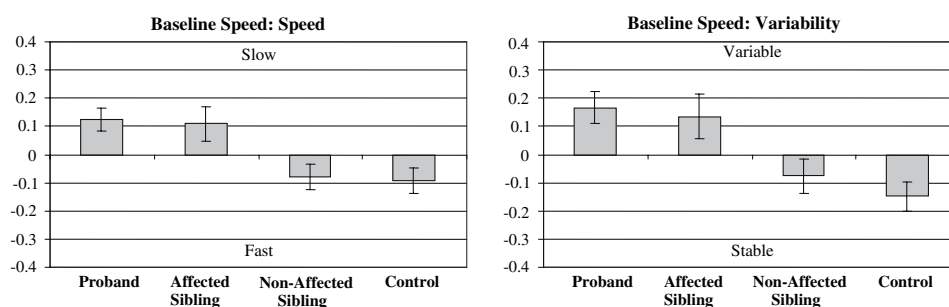 Baseline Speed: Speed
0.4
0.3
0.2
0.1
0
-0.1
-0.2
-0.3
0.4
Slow
Fast
Proband
Affected
Sibling
Non-Affected
Sibling
Control
Baseline Speed: Variability
0.4
0.3
0.2
0.1
0
-0.1
-0.2
-0.3
0.4
Variable
Stable
Proband
Affected
Sibling
Non-Affected
Sibling
Control